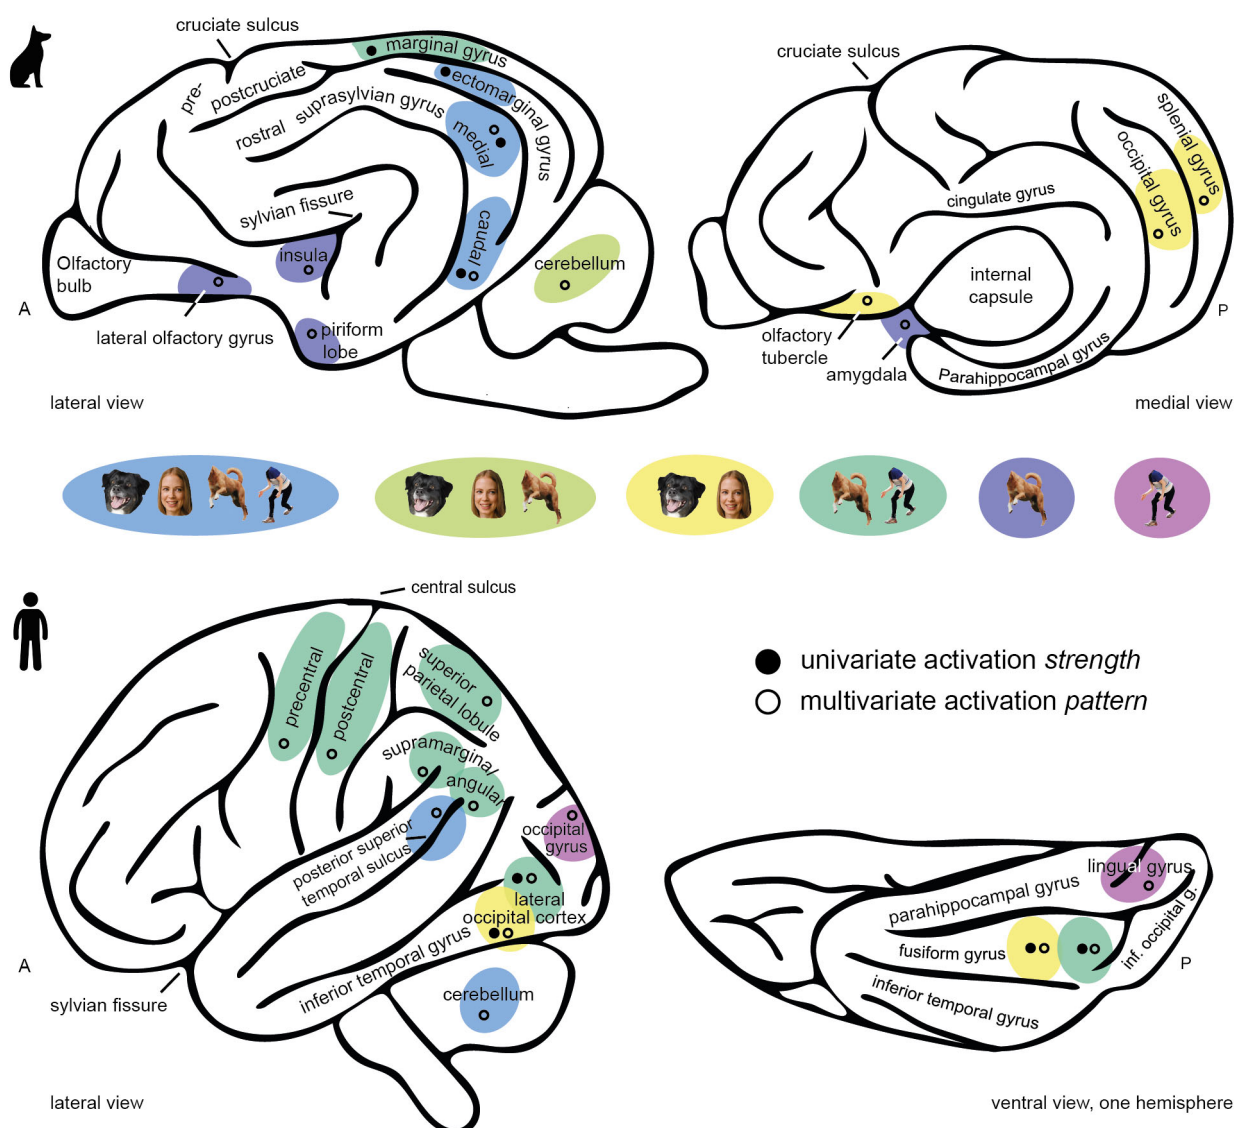 cruciate sulcus
marginal gyrus
ectomarginal gyrus
pre-
postcruciate
rostral suprasylvian gyrus
medial
sylvian fissure
caudal
insula
Olfactory
bulb
cerebellum
A
lateral olfactory gyrus
piriform
lobe
lateral view
cruciate sulcus
splenial gyrus
occipital gyrus
cingulate gyrus
internal
capsule
olfactory
tubercle
amygdala
Parahippocampal gyrus
P
medial view
central sulcus
precentral
postcentral
superior
parietal lobule
supramargina/
angular
posterior superior
temporal sulcus
occipital
gyrus
lateral
occipital cortex
inferior temporal gyrus
cerebellum
A
sylvian fissure
lateral view
univariate activation strength
multivariate activation pattern
lingual gyrus
parahippocampal gyrus
fusiform gyrus
inf. occipital g.
inferior temporal gyrus
P
ventral view, one hemisphere